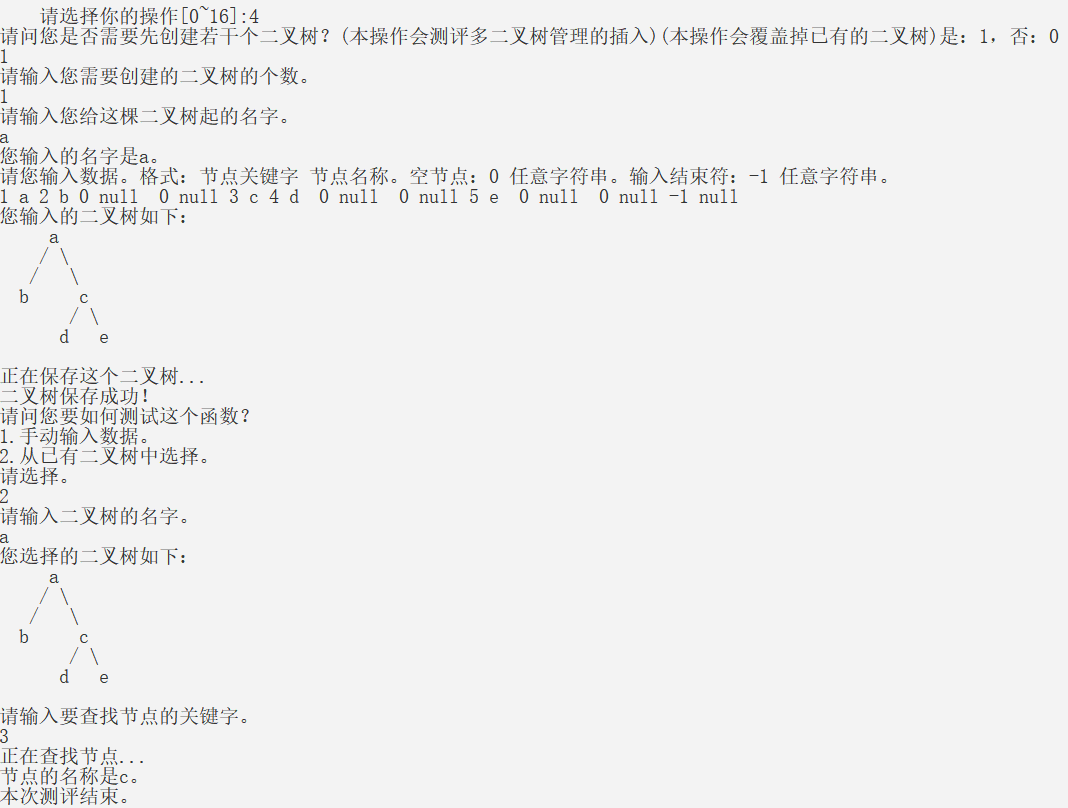 请选择你的操作[0~16]:4
请问您是否需要先创建若干个二叉树？(本操作会测评多二叉树管理的插入)(本操作会覆盖掉已有的二叉树)是：1，否：0
1
请输入您需要创建的二叉树的个数。
1
请输入您给这棵二叉树起的名字。
a
您输入的名字是a。
请您输入数据。格式：节点关键字 节点名称。空节点：0 任意字符串。输入结束符：-1 任意字符串。
1 a 2 b 0 null  0 null 3 c 4 d  0 null  0 null 5 e  0 null  0 null -1 null
您输入的二叉树如下：
     a
    / \
   /   \
  b     c
       / \
      d   e
正在保存这个二叉树...
二叉树保存成功！
请问您要如何测试这个函数？
1.手动输入数据。
2.从已有二叉树中选择。
请选择。
2
请输入二叉树的名字。
a
您选择的二叉树如下：
     a
    / \
   /   \
  b     c
       / \
      d   e
请输入要查找节点的关键字。
3
正在查找节点...
节点的名称是c。
本次测评结束。